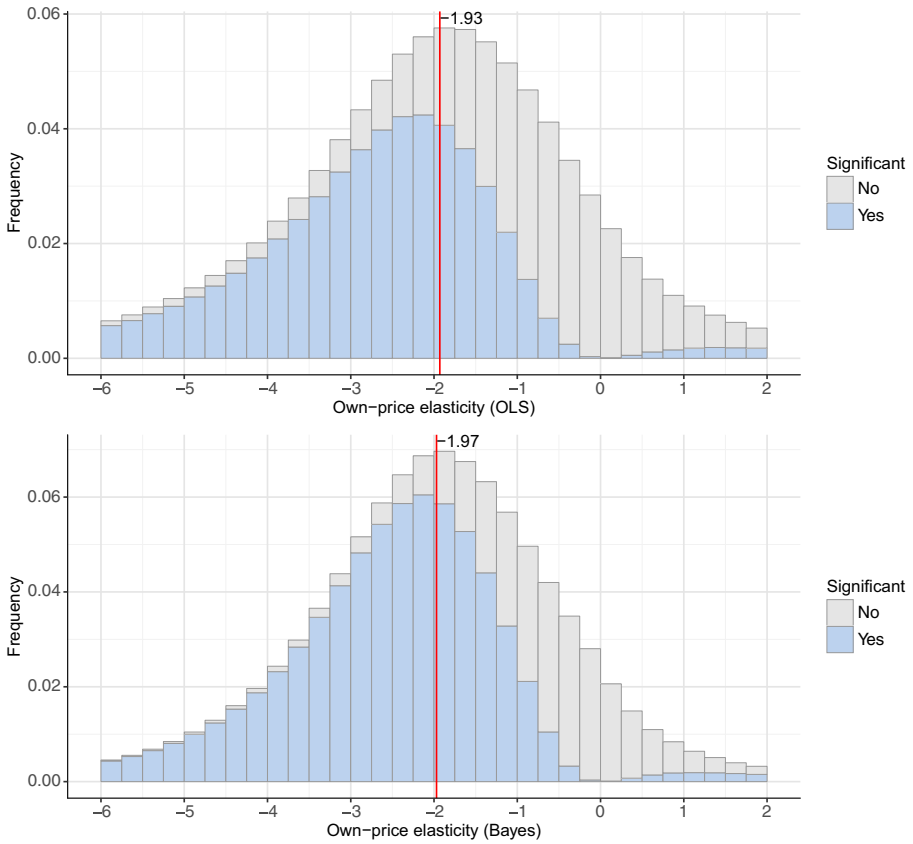 −1.93
0.06
0.04
0.02
0.00
Frequency
−6 −5 −4 −3 −2 −1 0 1 2
Own−price elasticity (OLS)
Significant
No
Yes
−1.97
0.06
0.04
0.02
0.00
Frequency
−6 −5 −4 −3 −2 −1 0 1 2
Own−price elasticity (Bayes)
Significant
No
Yes